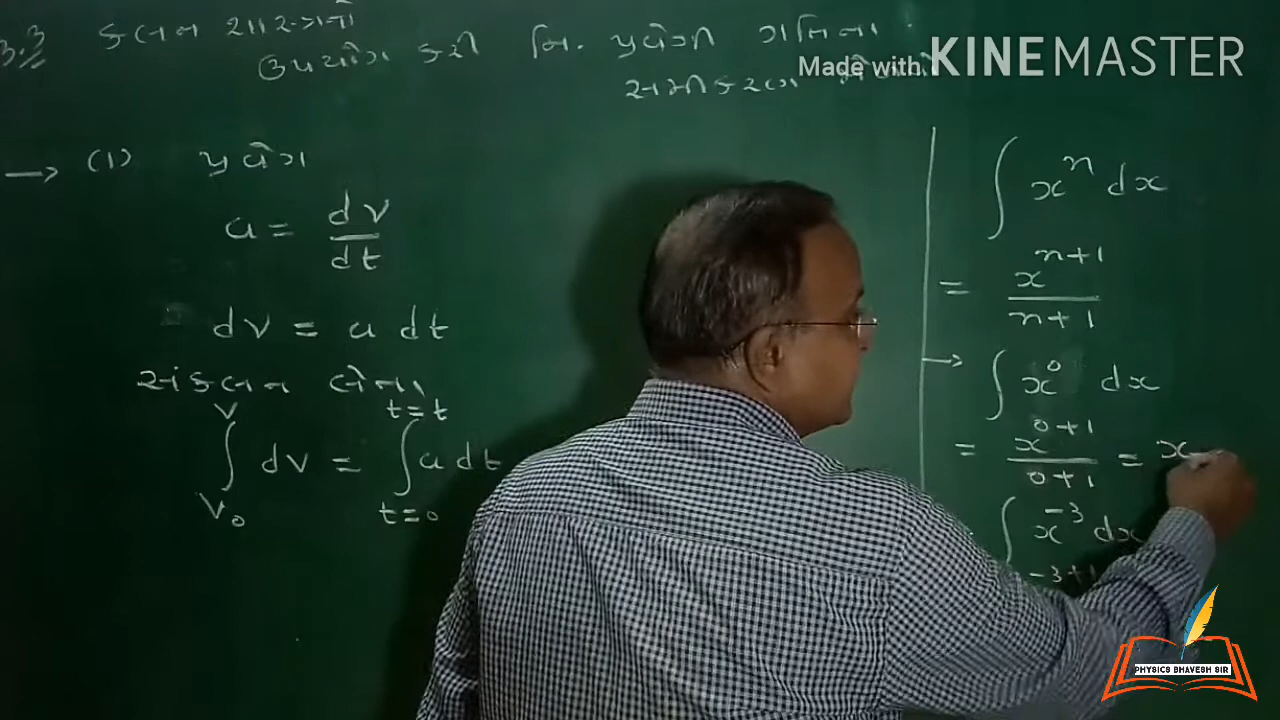 3.3 કલન શાસ્ત્રનો
ઉપયોગ કરી નિ. પ્રવેગી ગતિના
સમીકરણ
Made with KINEMASTER
→ (1) પ્રવેગ
a = dv/dt
dv = a dt
સંકલન લેતા,
∫_{v₀}^{v} dv = ∫_{t=0}^{t=t} a dt
∫ xⁿ dx
= x^{n+1}/n+1
→ ∫ x⁰ dx
= x^{0+1}/0+1 = x
∫ x^{-3} dx
-3+1
PHYSICS BHAVESH SIR